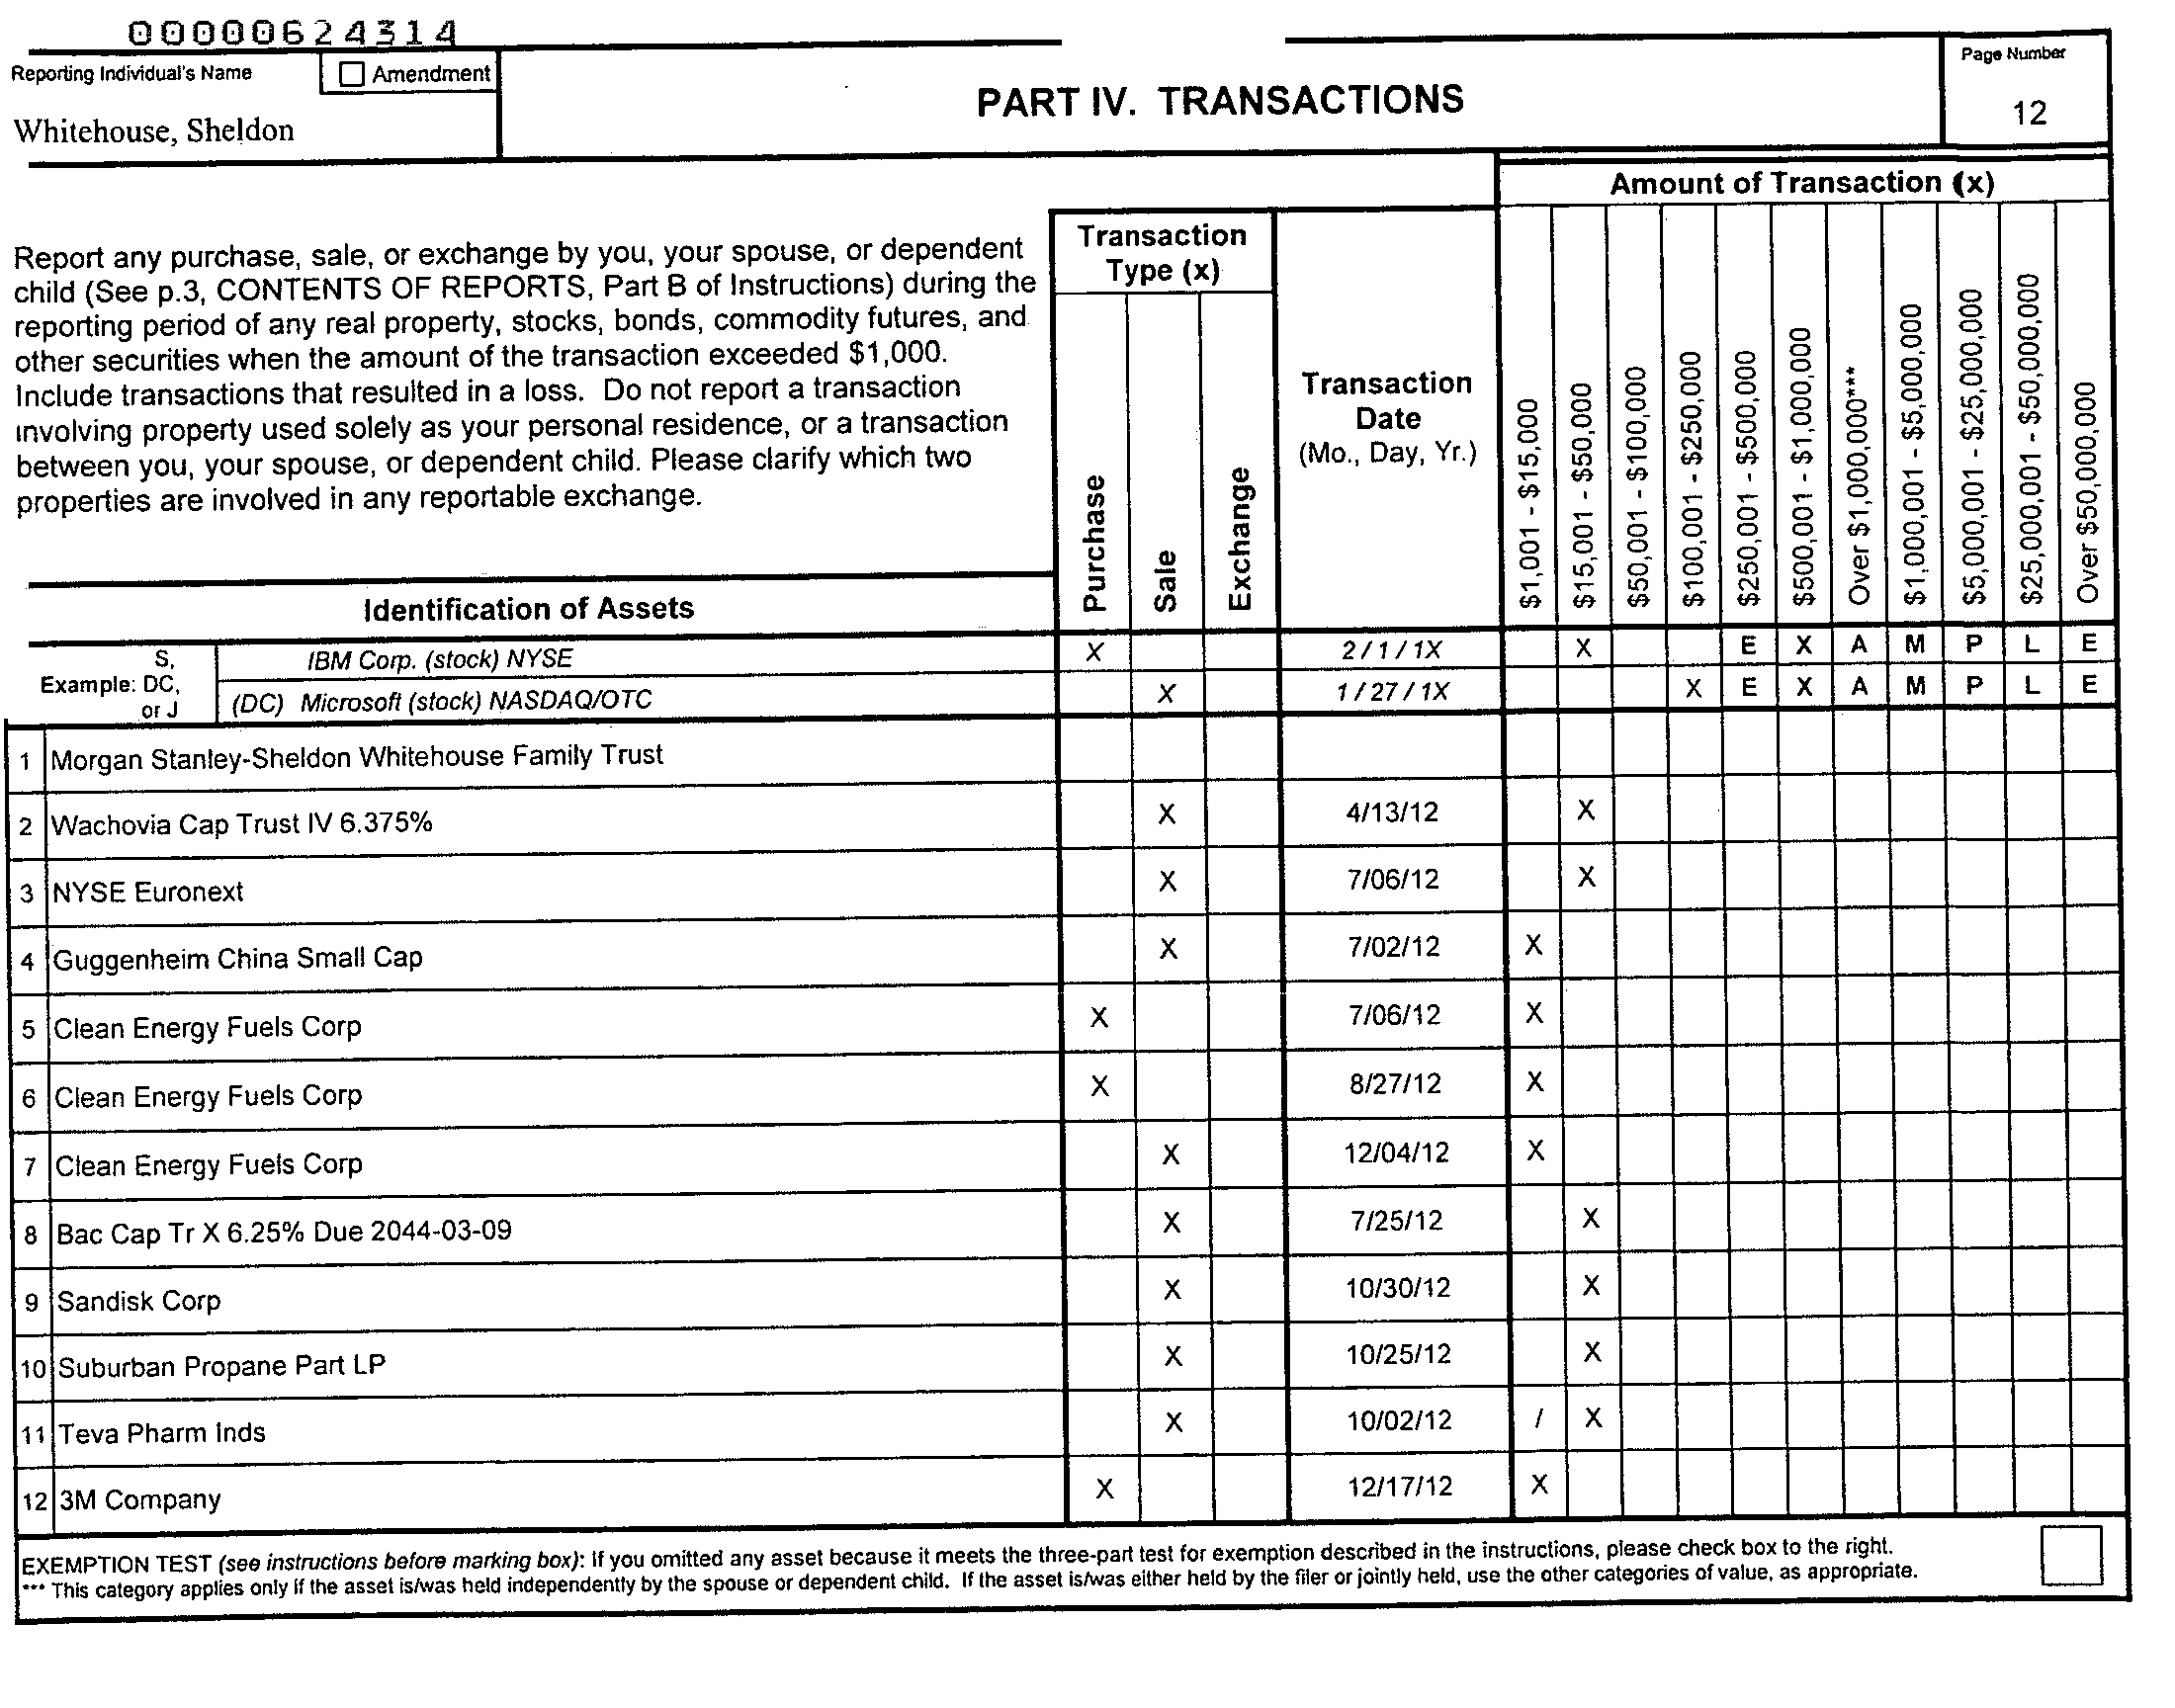 00000624314
Reporting Individual's Name
Amendment
Whitehouse, Sheldon
PART IV. TRANSACTIONS
Page Number
12
Report any purchase, sale, or exchange by you, your spouse, or dependent
child (See p.3, CONTENTS OF REPORTS, Part B of Instructions) during the
reporting period of any real property, stocks, bonds, commodity futures, and
other securities when the amount of the transaction exceeded $1,000.
Include transactions that resulted in a loss. Do not report a transaction
involving property used solely as your personal residence, or a transaction
between you, your spouse, or dependent child. Please clarify which two
properties are involved in any reportable exchange.
Identification of Assets
Transaction
Type (x)
Purchase
Sale
Exchange
Transaction
Date
(Mo., Day, Yr.)
Amount of Transaction (x)
$1,001 - $15,000
$15,001 - $50,000
$50,001 - $100,000
$100,001 - $250,000
$250,001 - $500,000
$500,001 - $1,000,000
Over $1,000,000***
$1,000,001 - $5,000,000
$5,000,001 - $25,000,000
$25,000,001 - $50,000,000
Over $50,000,000
Example: S, DC, or J
IBM Corp. (stock) NYSE X 2 / 1 / 1X X E X A M P L E
(DC) Microsoft (stock) NASDAQ/OTC X 1 / 27 / 1X X E X A M P L E
1 Morgan Stanley-Sheldon Whitehouse Family Trust
2 Wachovia Cap Trust IV 6.375% X 4/13/12 X
3 NYSE Euronext X 7/06/12 X
4 Guggenheim China Small Cap X 7/02/12 X
5 Clean Energy Fuels Corp X 7/06/12 X
6 Clean Energy Fuels Corp X 8/27/12 X
7 Clean Energy Fuels Corp X 12/04/12 X
8 Bac Cap Tr X 6.25% Due 2044-03-09 X 7/25/12 X
9 Sandisk Corp X 10/30/12 X
10 Suburban Propane Part LP X 10/25/12 X
11 Teva Pharm Inds X 10/02/12 / X
12 3M Company X 12/17/12 X
EXEMPTION TEST (see instructions before marking box): If you omitted any asset because it meets the three-part test for exemption described in the instructions, please check box to the right.
*** This category applies only if the asset is/was held independently by the spouse or dependent child. If the asset is/was either held by the filer or jointly held, use the other categories of value, as appropriate.